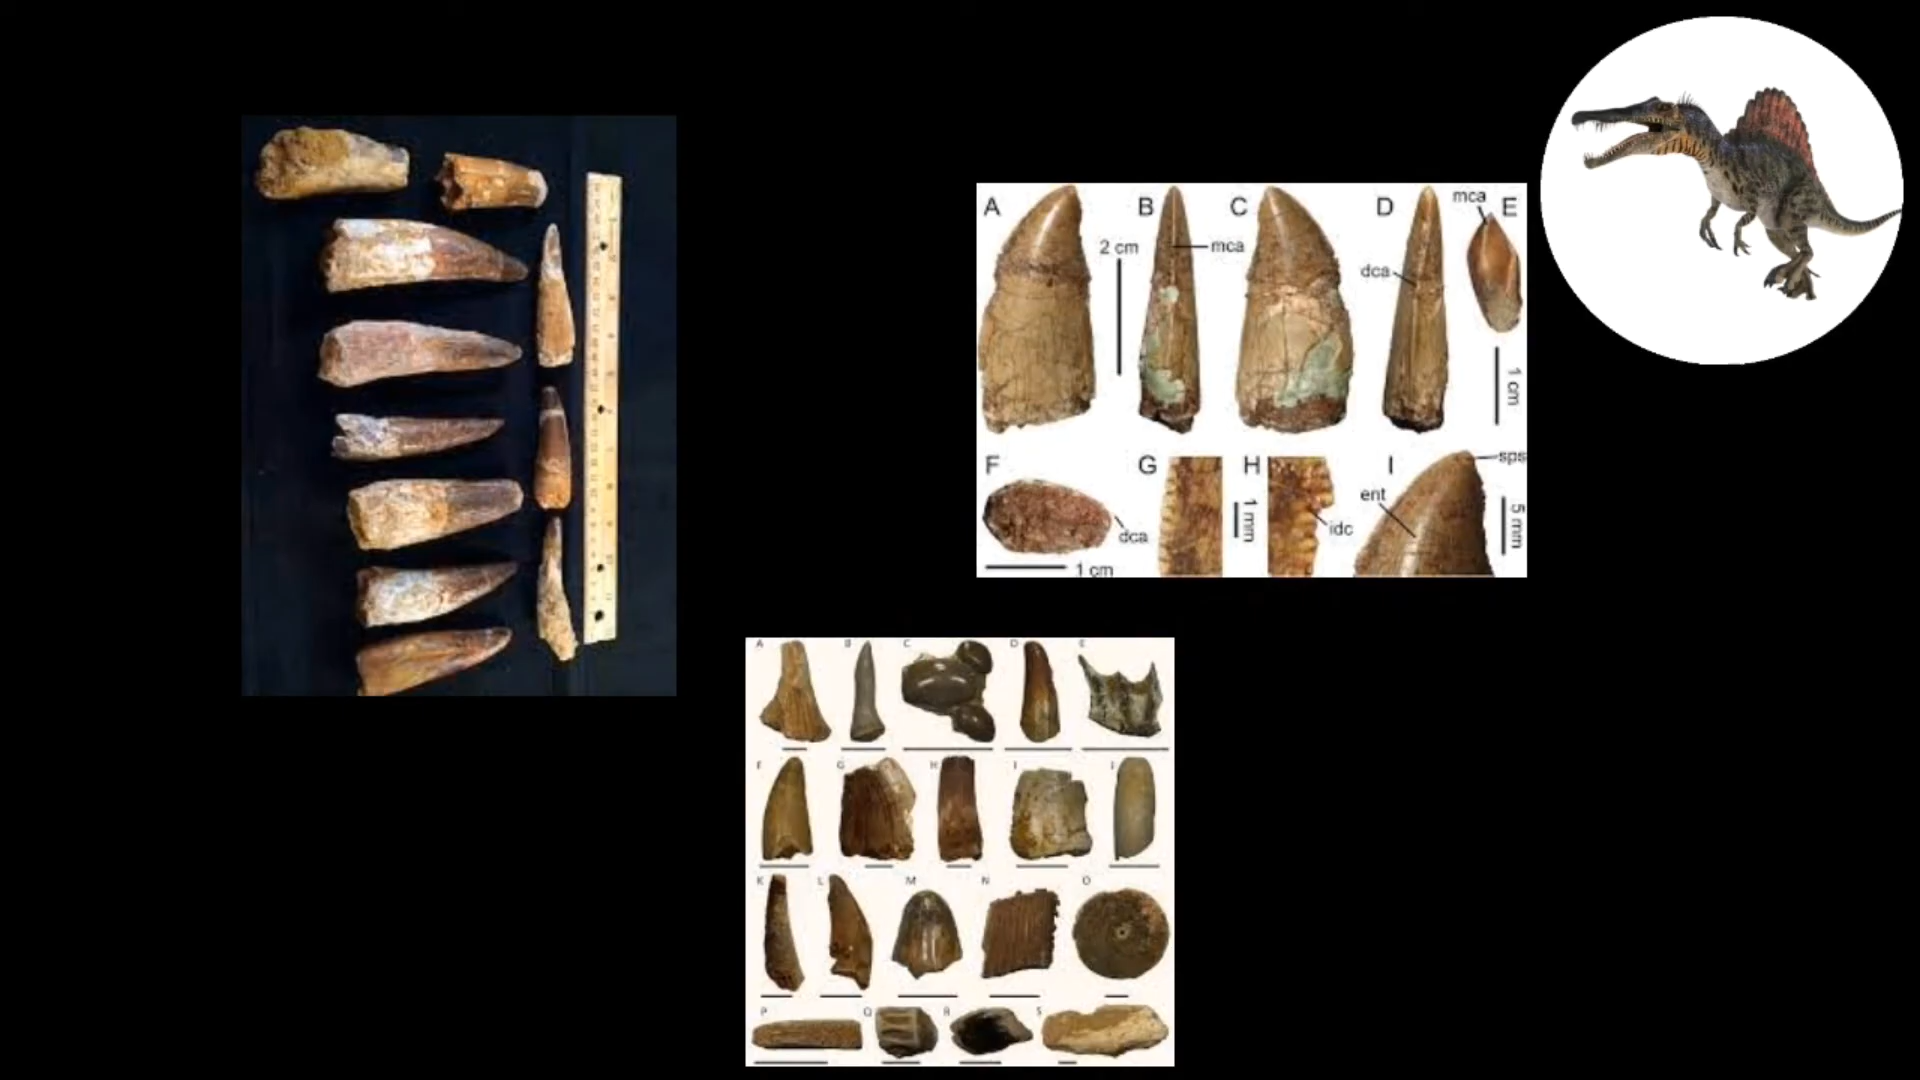 A B C D mca E
2 cm mca
dca
1 cm
F G H I sps
ent
1 mm idc 5 mm
dca
1 cm
A B C D E
F G H I J
K L M N O
P Q R S